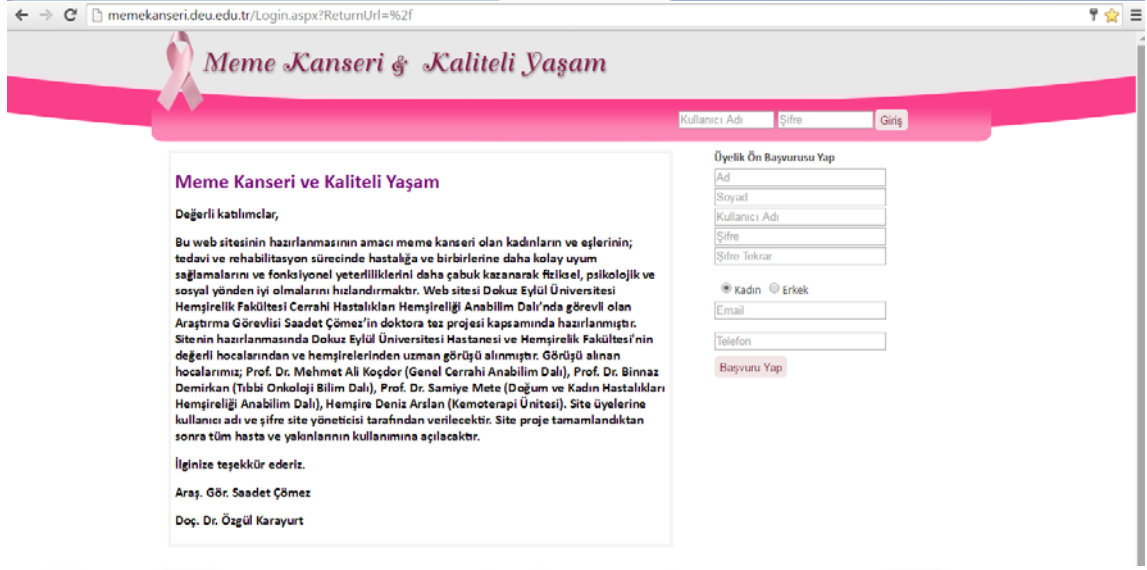 memekanseri.deu.edu.tr/Login.aspx?ReturnUrl=%2f
Meme Kanseri & Kaliteli Yaşam
Kullanıcı Adı Şifre Giriş
Meme Kanseri ve Kaliteli Yaşam
Değerli katılımclar,
Bu web sitesinin hazırlanmasının amacı meme kanseri olan kadınların ve eşlerinin;
tedavi ve rehabilitasyon sürecinde hastalığa ve birbirlerine daha kolay uyum
sağlamalarını ve fonksiyonel yeterliliklerini daha çabuk kazanarak fiziksel, psikolojik ve
sosyal yönden iyi olmalarını hızlandırmaktır. Web sitesi Dokuz Eylül Üniversitesi
Hemşirelik Fakültesi Cerrahi Hastalıkları Hemşireliği Anabilim Dalı'nda görevli olan
Araştırma Görevlisi Saadet Çömez'in doktora tez projesi kapsamında hazırlanmıştır.
Sitenin hazırlanmasında Dokuz Eylül Üniversitesi Hastanesi ve Hemşirelik Fakültesi'nin
değerli hocalarından ve hemşirelerinden uzman görüşü alınmıştır. Görüşü alınan
hocalarımız; Prof. Dr. Mehmet Ali Koçdor (Genel Cerrahi Anabilim Dalı), Prof. Dr. Binnaz
Demirkan (Tıbbi Onkoloji Bilim Dalı), Prof. Dr. Samiye Mete (Doğum ve Kadın Hastalıkları
Hemşireliği Anabilim Dalı), Hemşire Deniz Arslan (Kemoterapi Ünitesi). Site üyelerine
kullanıcı adı ve şifre site yöneticisi tarafından verilecektir. Site proje tamamlandıktan
sonra tüm hasta ve yakınlarının kullanımına açılacaktır.
İlginize teşekkür ederiz.
Araş. Gör. Saadet Çömez
Doç. Dr. Özgül Karayurt
Üyelik Ön Başvurusu Yap
Ad
Soyad
Kullanıcı Adı
Şifre
Şifre Tekrar
Kadın Erkek
Email
Telefon
Başvuru Yap